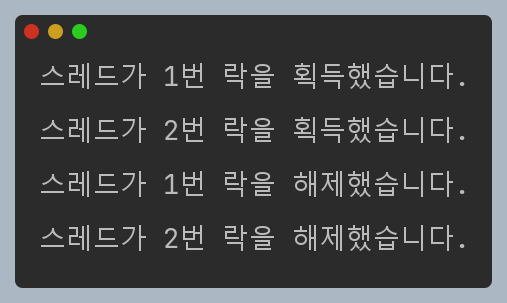 스레드가 1번 락을 획득했습니다.
스레드가 2번 락을 획득했습니다.
스레드가 1번 락을 해제했습니다.
스레드가 2번 락을 해제했습니다.